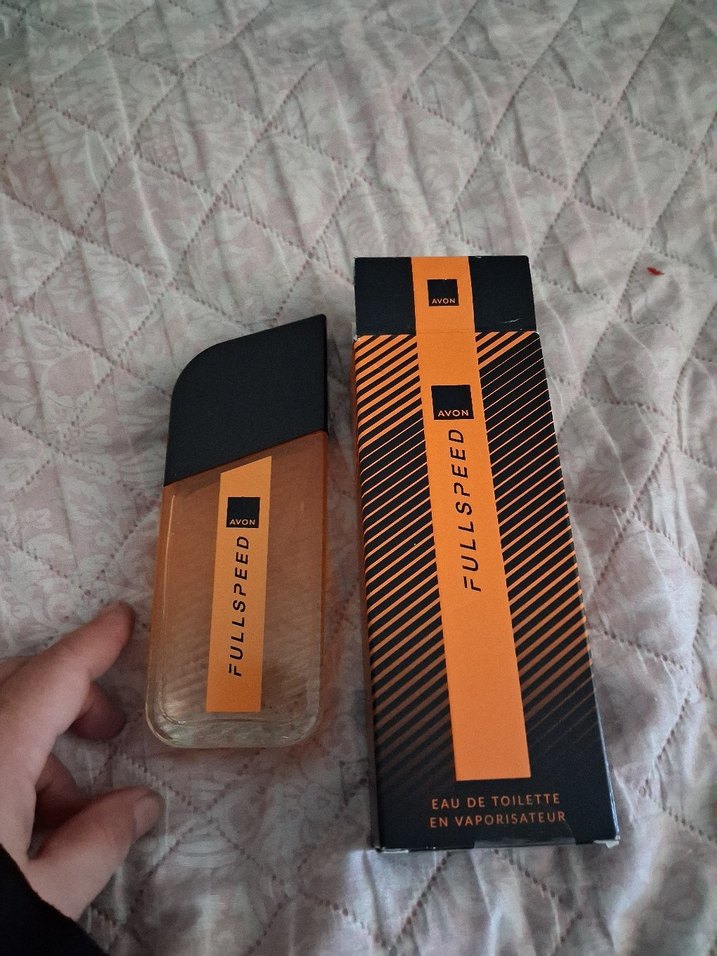 AVON
FULLSPEED
AVON
AVON
FULLSPEED
EAU DE TOILETTE
EN VAPORISATEUR